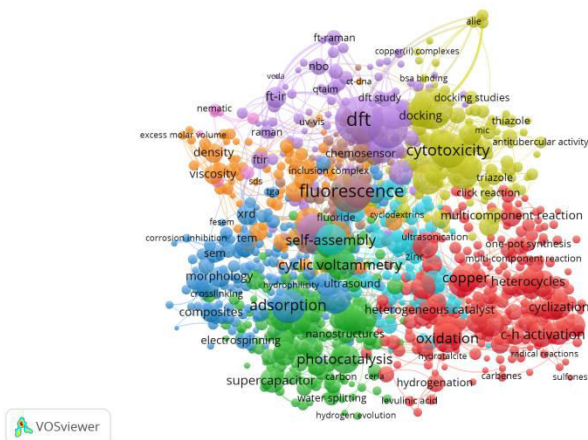 alie
ft-raman
copper(ii) complexes
nbo
veda
ct-dna
bsa binding
qtaim
ft-ir
dft study
docking studies
nematic
dft
docking
thiazole
uv-vis
mic
raman
antitubercular activity
excess molar volume
density
ftir
chemosensor
cytotoxicity
inclusion complex
viscosity
sds
tga
fluorescence
triazole
click reaction
xrd
fluoride
cyclodextrins
multicomponent reaction
fesem
corrosion inhibition
tem
self-assembly
ultrasonication
one-pot synthesis
sem
zinc
multi-component reaction
cyclic voltammetry
morphology
hydrophilicity
ultrasound
copper
heterocycles
crosslinking
composites
adsorption
heterogeneous catalyst
cyclization
nanostructures
oxidation
c-h activation
electrospinning
hydrotalcite
radical reactions
photocatalysis
supercapacitor
carbon
ceria
hydrogenation
carbenes
sulfones
water splitting
levulinic acid
hydrogen evolution
VOSviewer